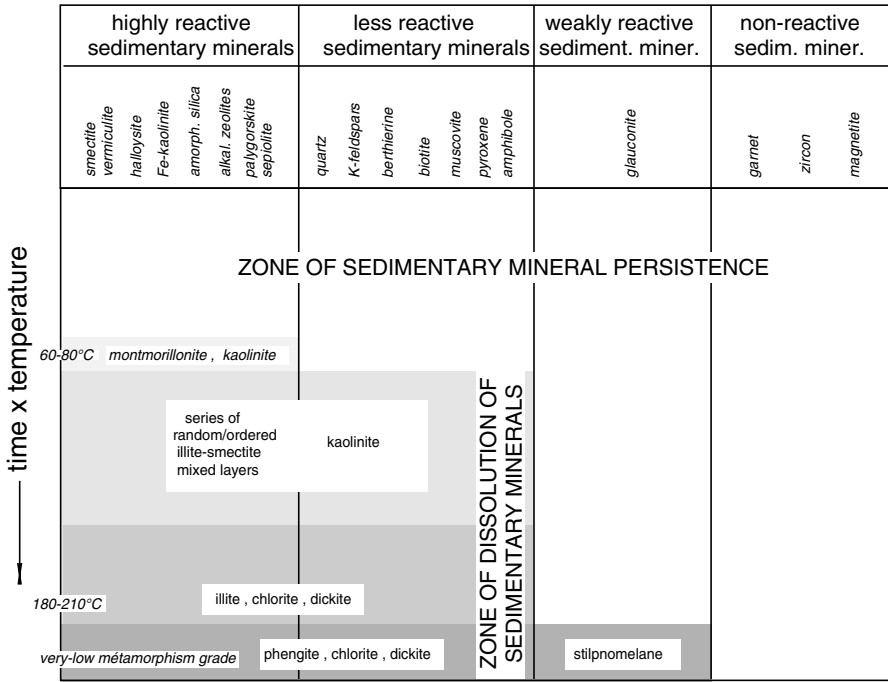 highly reactive
sedimentary minerals
less reactive
sedimentary minerals
weakly reactive
sediment. miner.
non-reactive
sedim. miner.
smectite
vermiculite
halloysite
Fe-kaolinite
amorph. silica
alkal. zeolites
palygorskite
sepiolite
quartz
K-feldspars
berthierine
biotite
muscovite
pyroxene
amphibole
glauconite
garnet
zircon
magnetite
time x temperature
ZONE OF SEDIMENTARY MINERAL PERSISTENCE
60-80°C
montmorillonite , kaolinite
series of
random/ordered
illite-smectite
mixed layers
kaolinite
ZONE OF DISSOLUTION OF
SEDIMENTARY MINERALS
180-210°C
illite , chlorite , dickite
very-low métamorphism grade
phengite , chlorite , dickite
stilpnomelane